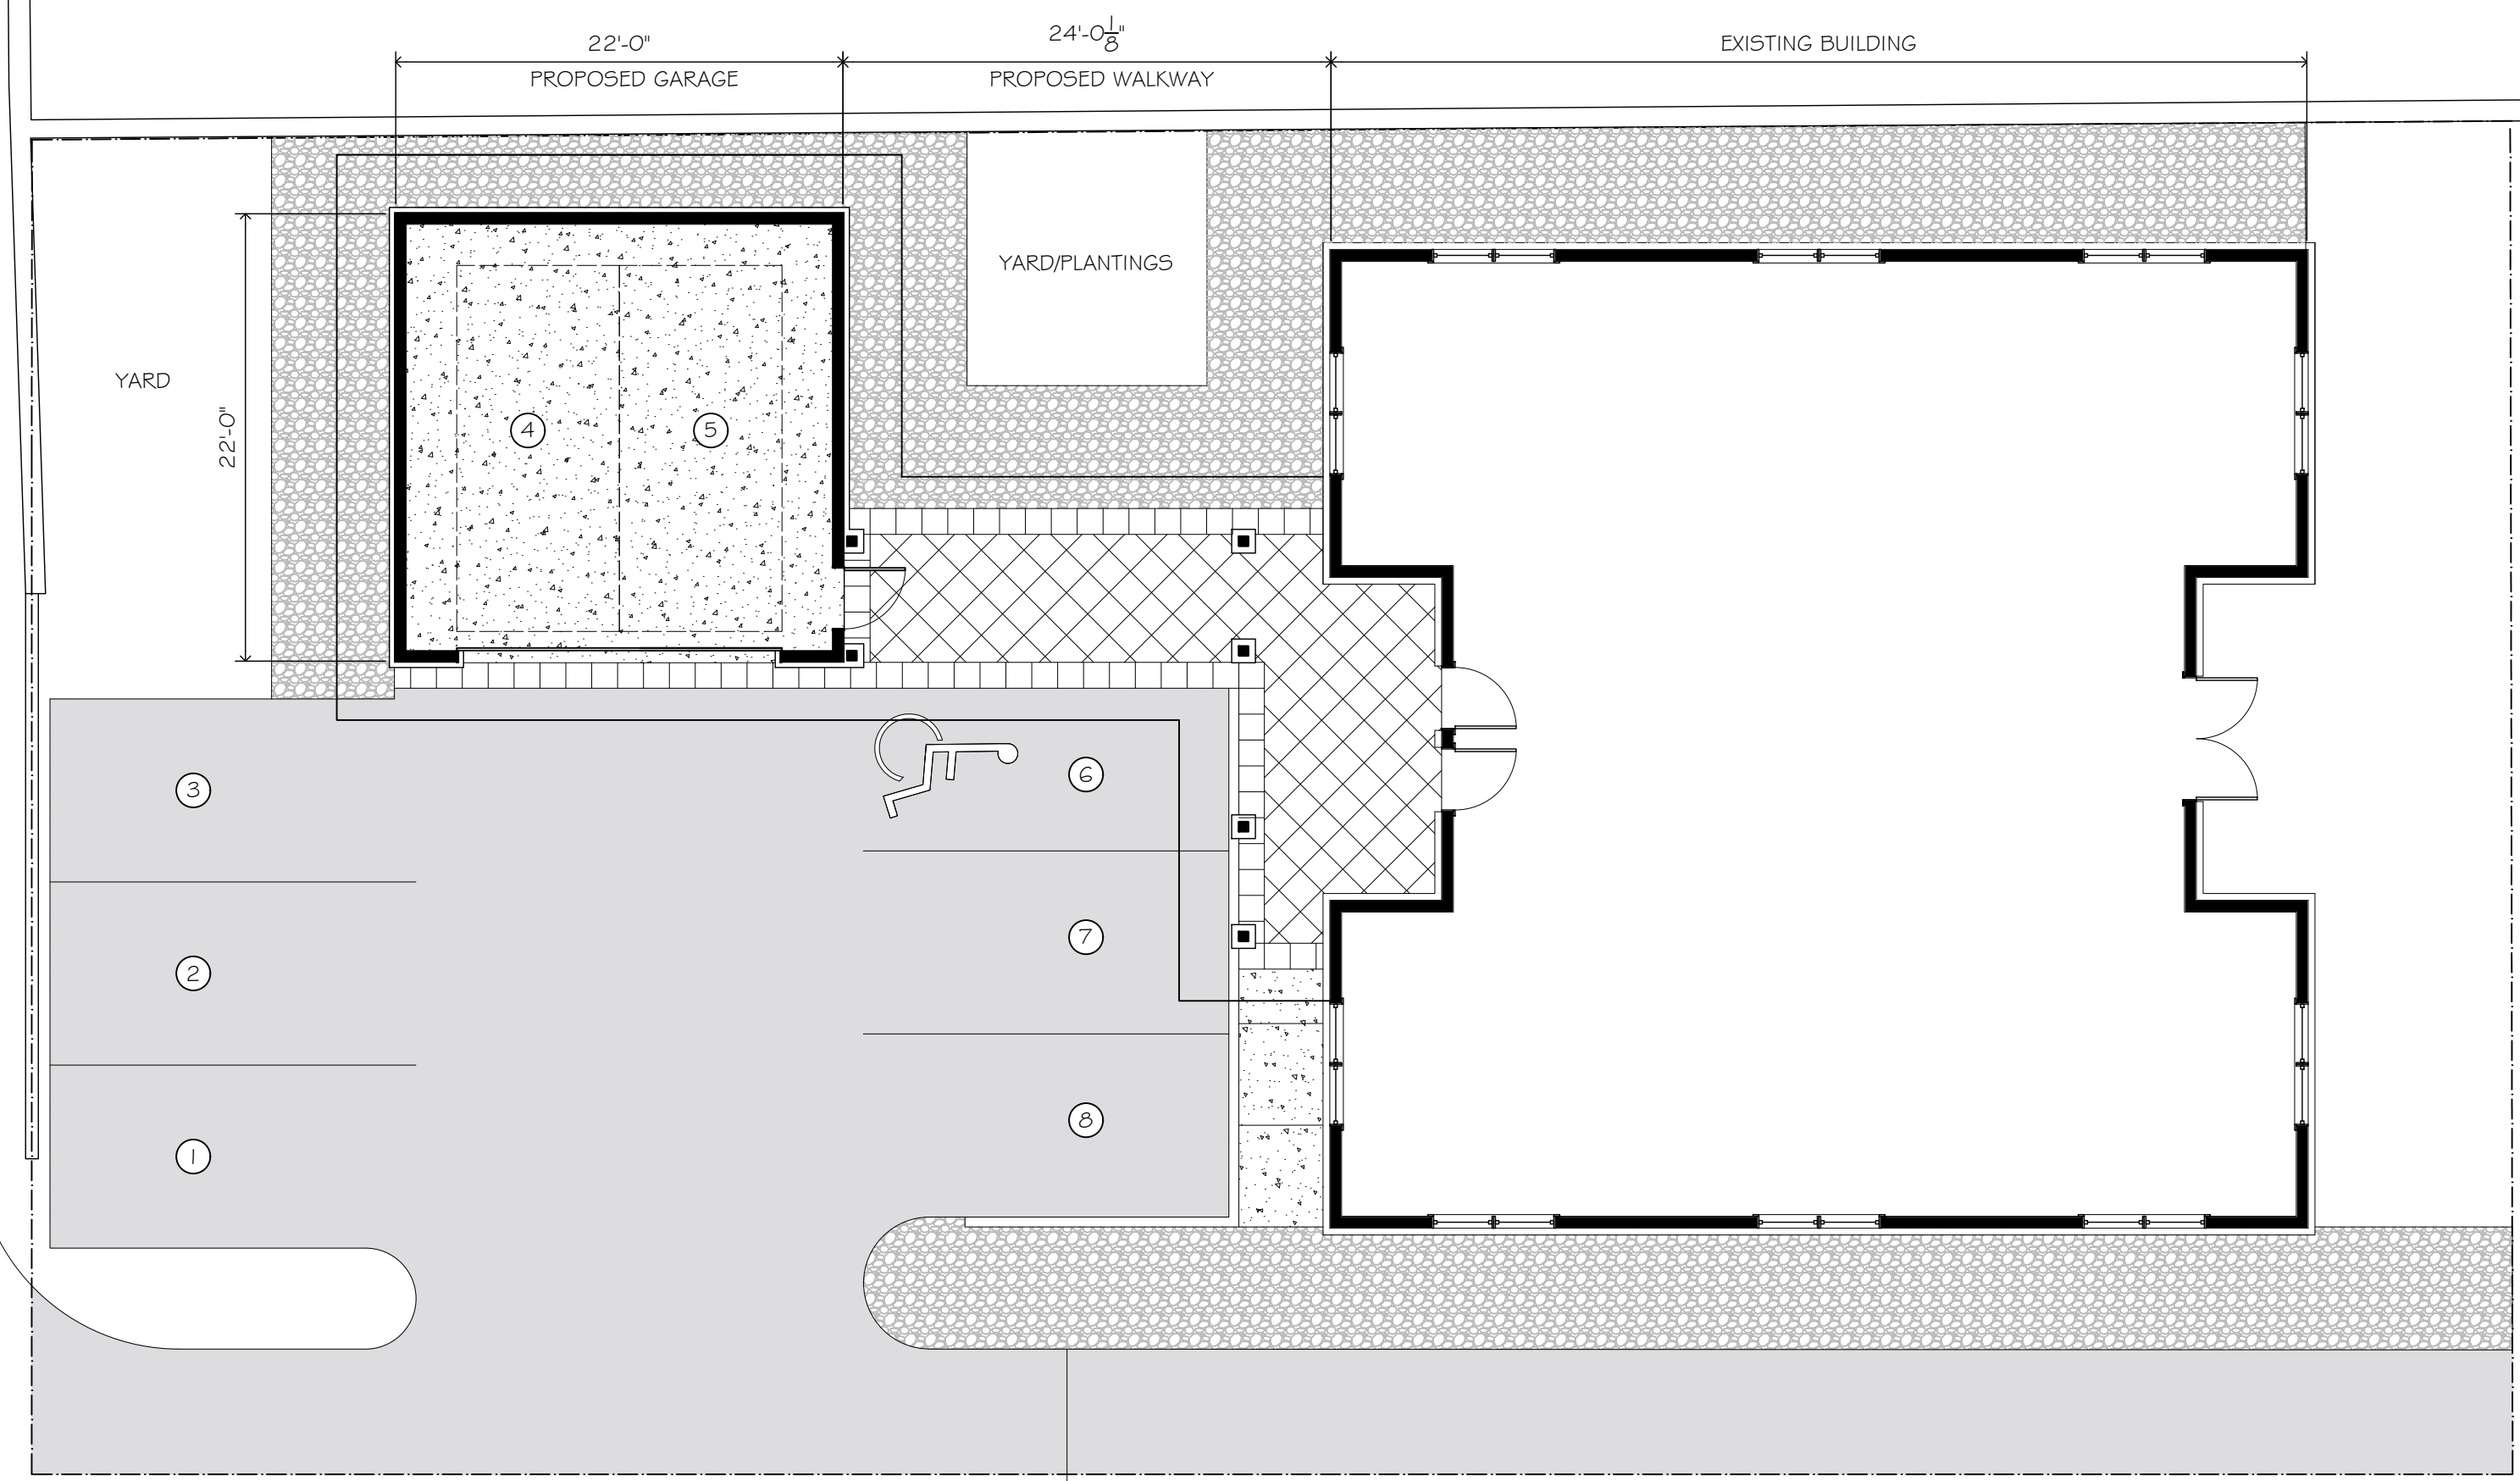 22'-0"
24'-0 1/8"
EXISTING BUILDING
PROPOSED GARAGE
PROPOSED WALKWAY
YARD/PLANTINGS
YARD
22'-0"
4
5
3
6
7
2
8
1